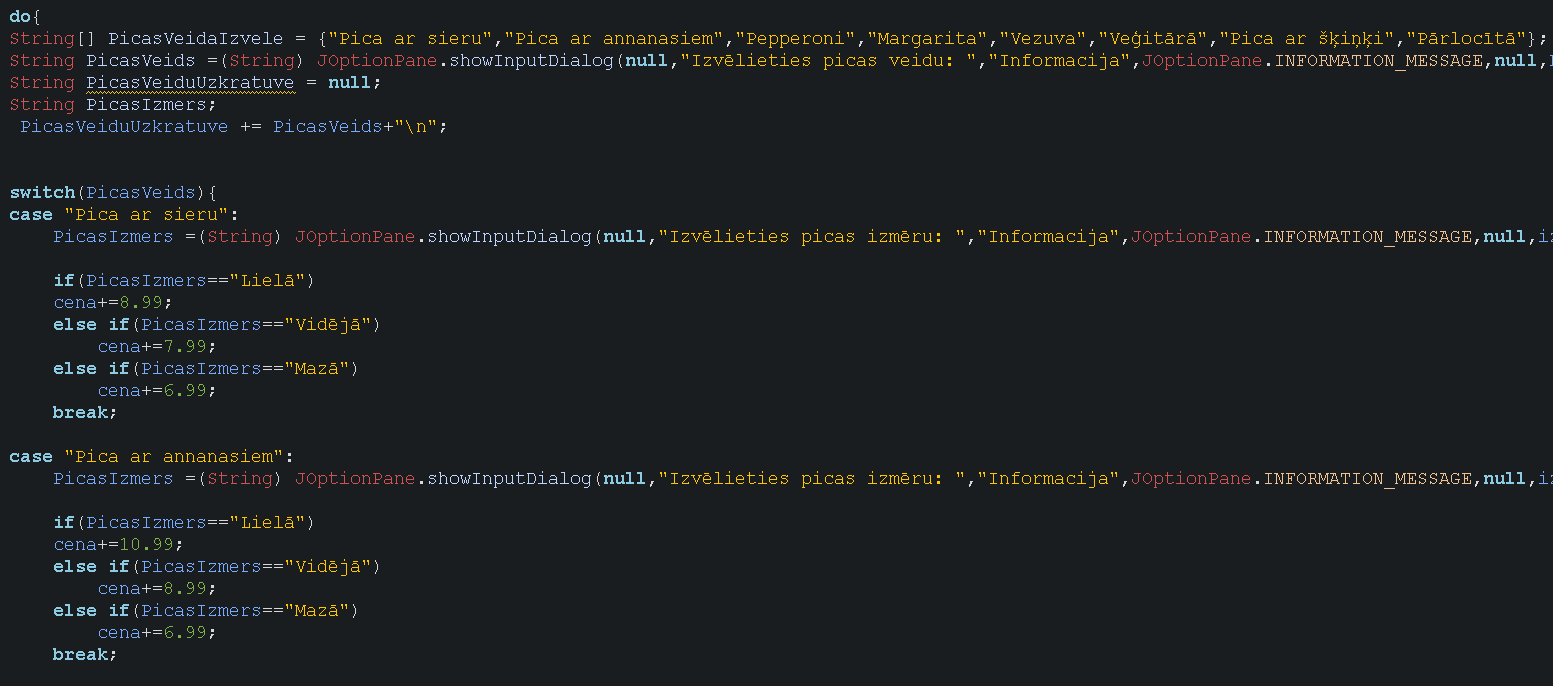 do{
String[] PicasVeidaIzvele = {"Pica ar sieru","Pica ar annanasiem","Pepperoni","Margarita","Vezuva","Veģitārā","Pica ar šķiņķi","Pārlocītā"};
String PicasVeids =(String) JOptionPane.showInputDialog(null,"Izvēlieties picas veidu: ","Informacija",JOptionPane.INFORMATION_MESSAGE,null,
String PicasVeiduUzkratuve = null;
String PicasIzmers;
PicasVeiduUzkratuve += PicasVeids+"\n";
switch(PicasVeids){
case "Pica ar sieru":
PicasIzmers =(String) JOptionPane.showInputDialog(null,"Izvēlieties picas izmēru: ","Informacija",JOptionPane.INFORMATION_MESSAGE,null,
if(PicasIzmers=="Lielā")
cena+=8.99;
else if(PicasIzmers=="Vidējā")
cena+=7.99;
else if(PicasIzmers=="Mazā")
cena+=6.99;
break;
case "Pica ar annanasiem":
PicasIzmers =(String) JOptionPane.showInputDialog(null,"Izvēlieties picas izmēru: ","Informacija",JOptionPane.INFORMATION_MESSAGE,null,
if(PicasIzmers=="Lielā")
cena+=10.99;
else if(PicasIzmers=="Vidējā")
cena+=8.99;
else if(PicasIzmers=="Mazā")
cena+=6.99;
break;